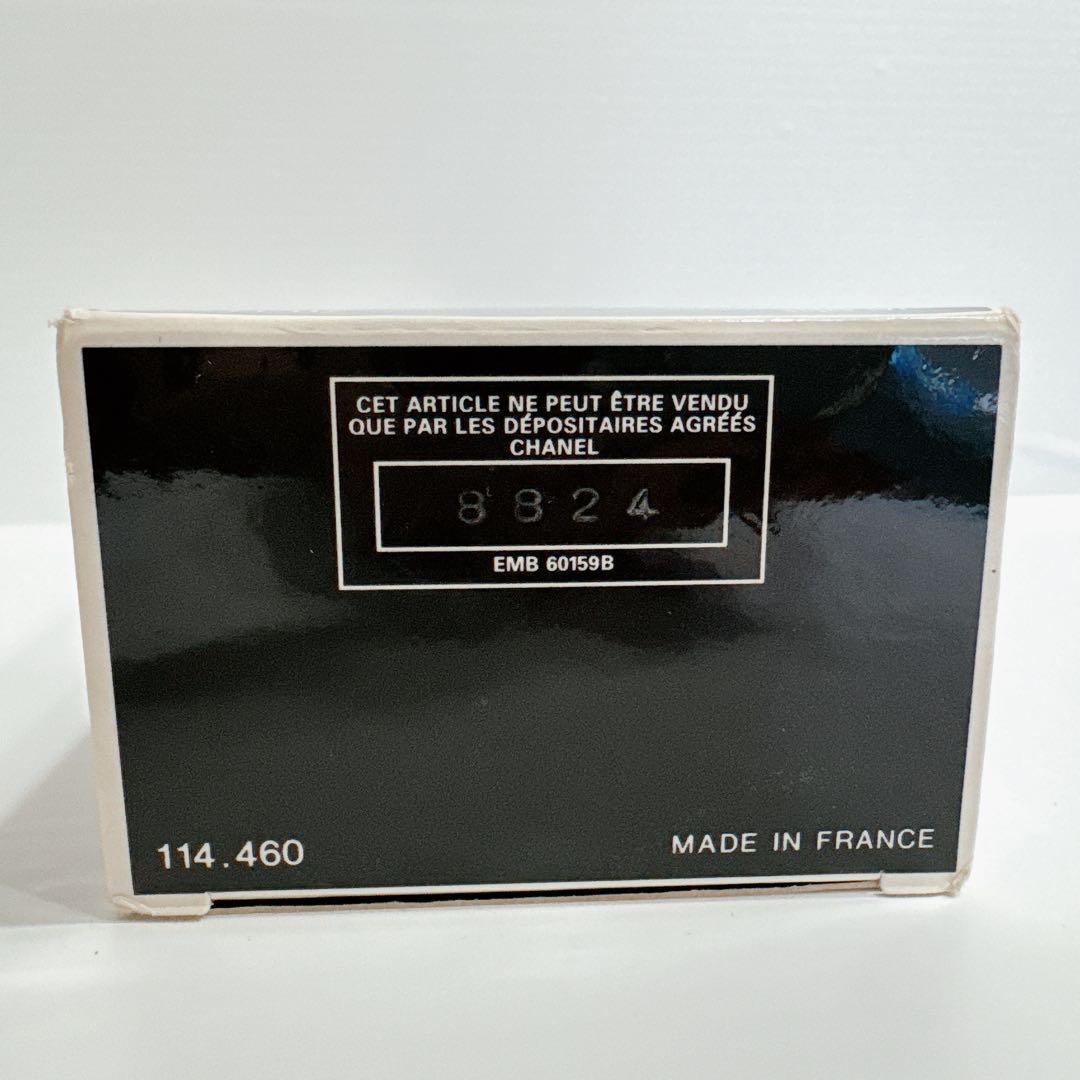 CET ARTICLE NE PEUT ÊTRE VENDU
QUE PAR LES DÉPOSITAIRES AGRÉÉS
CHANEL
8824
EMB 60159B
114.460
MADE IN FRANCE